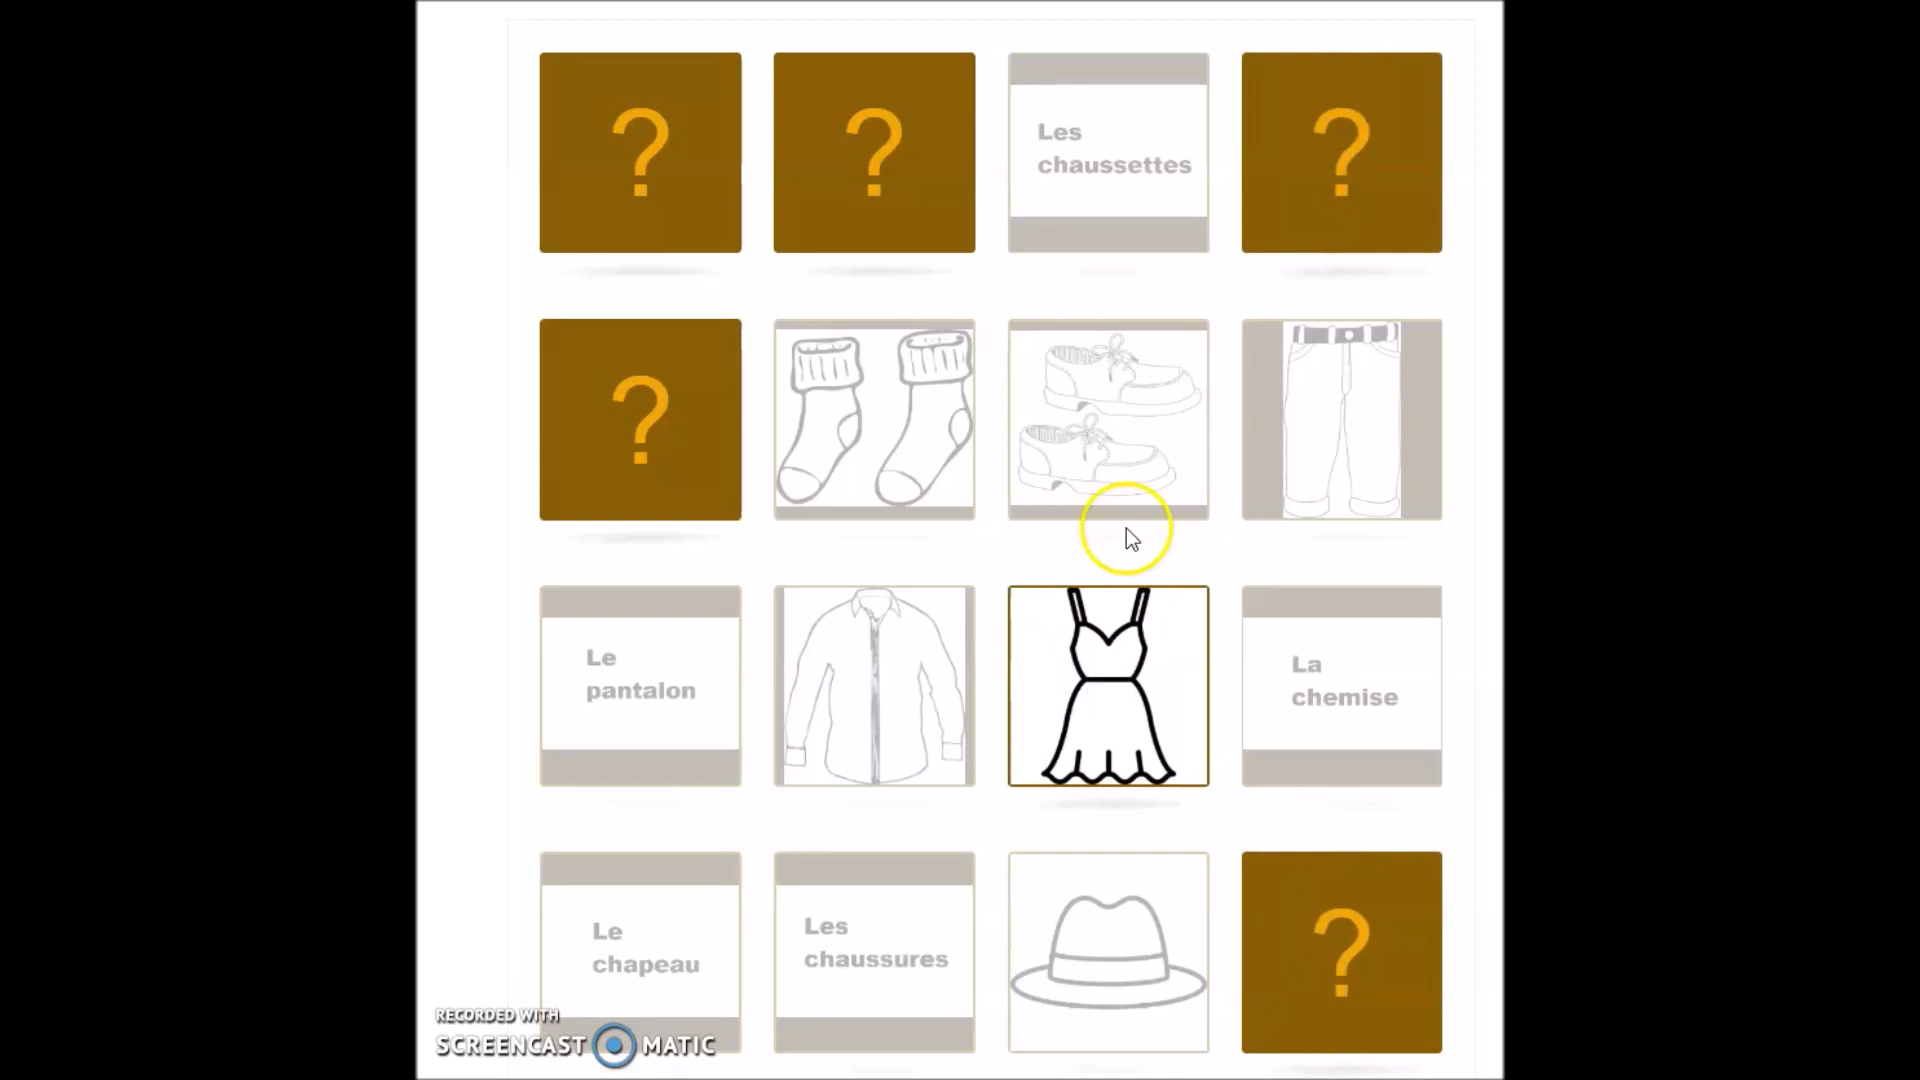 ?
?
Les
chaussettes
?
?
Le
pantalon
La
chemise
Le
chapeau
Les
chaussures
?
RECORDED WITH
SCREENCAST MATIC